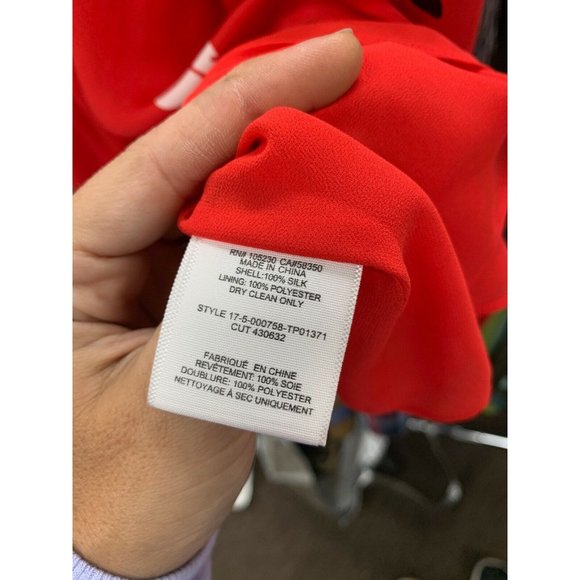 RN# 105230 CA#58350
MADE IN CHINA
SHELL:100% SILK
LINING: 100% POLYESTER
DRY CLEAN ONLY
STYLE 17-5-000758-TP01371
CUT 430632
FABRIQUÉ EN CHINE
REVÊTEMENT: 100% SOIE
DOUBLURE: 100% POLYESTER
NETTOYAGE À SEC UNIQUEMENT